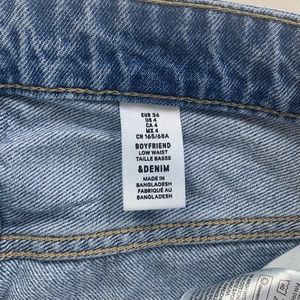 EUR 36
US 4
CA 4
MX 4
CN 165/68A
BOYFRIEND
LOW WAIST
TAILLE BASSE
&DENIM
MADE IN
BANGLADESH
FABRIQUÉ AU
BANGLADESH